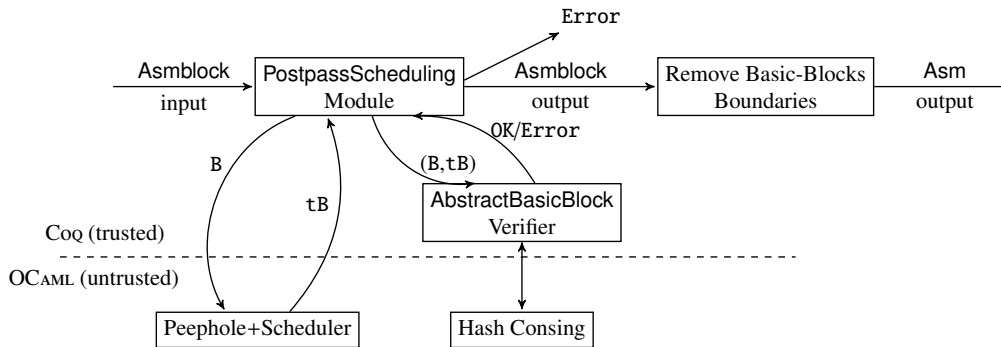 Error
Asmblock
input
PostpassScheduling
Module
Asmblock
output
Remove Basic-Blocks
Boundaries
Asm
output
OK/Error
B
(B,tB)
tB
AbstractBasicBlock
Verifier
COQ (trusted)
OCAML (untrusted)
Peephole+Scheduler
Hash Consing